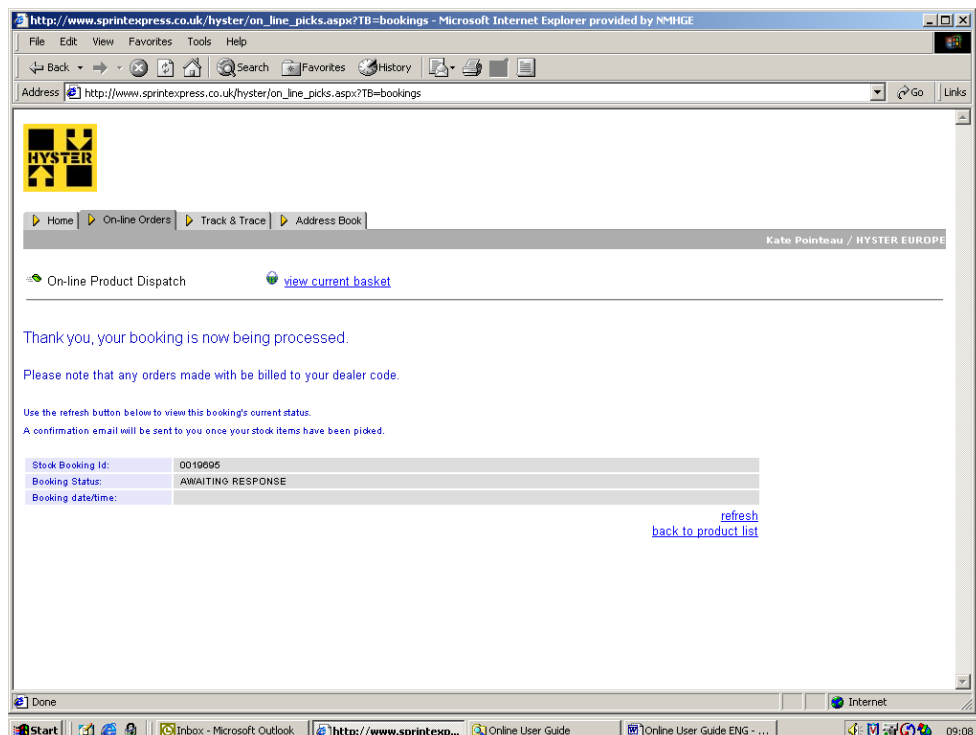 http://www.sprintexpress.co.uk/hyster/on_line_picks.aspx?TB=bookings - Microsoft Internet Explorer provided by NMHGE
File Edit View Favorites Tools Help
Back Search Favorites History
Address http://www.sprintexpress.co.uk/hyster/on_line_picks.aspx?TB=bookings Go Links
HYSTER
Home On-line Orders Track & Trace Address Book
Kate Pointeau / HYSTER EUROPE
On-line Product Dispatch view current basket
Thank you, your booking is now being processed.
Please note that any orders made with be billed to your dealer code.
Use the refresh button below to view this booking's current status.
A confirmation email will be sent to you once your stock items have been picked.
Stock Booking Id: 0019695
Booking Status: AWAITING RESPONSE
Booking date/time:
refresh
back to product list
Done Internet
Start Inbox - Microsoft Outlook http://www.sprintexp... Online User Guide Online User Guide ENG - ... 09:05